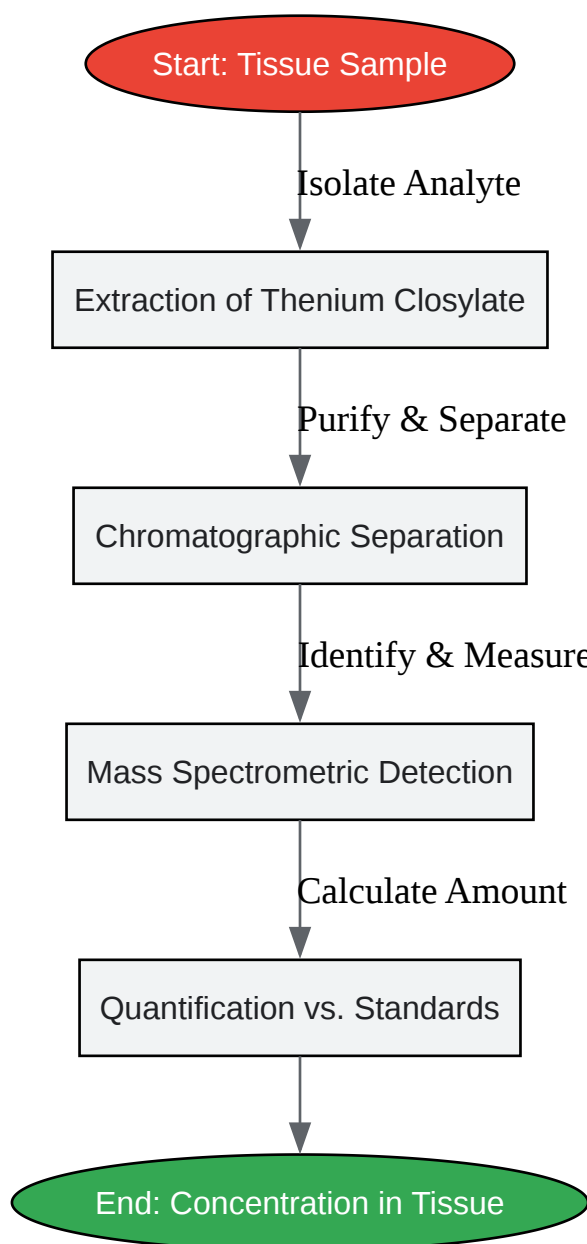 Start: Tissue Sample
Isolate Analyte
Extraction of Thenium Closylate
Purify & Separate
Chromatographic Separation
Identify & Measure
Mass Spectrometric Detection
Calculate Amount
Quantification vs. Standards
End: Concentration in Tissue